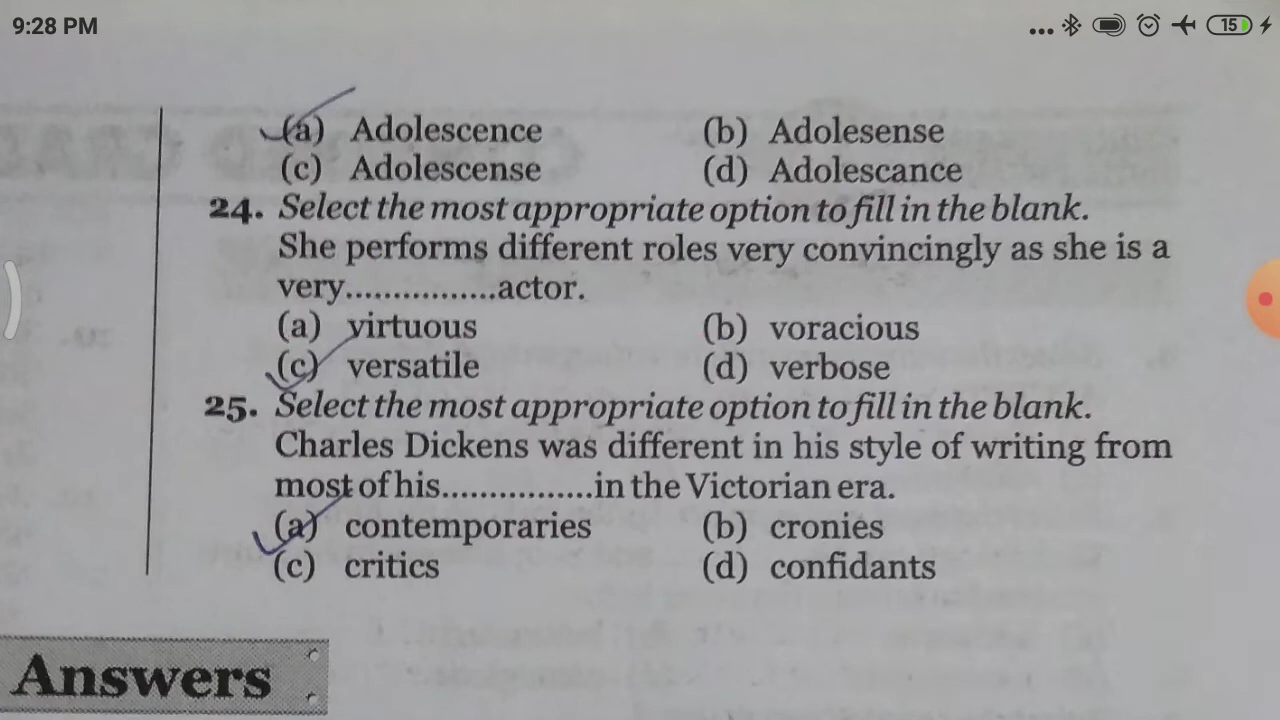 9:28 PM
... 15
(a) Adolescence (b) Adolesense
(c) Adolescense (d) Adolescance
24. Select the most appropriate option to fill in the blank.
She performs different roles very convincingly as she is a
very................actor.
(a) virtuous (b) voracious
(c) versatile (d) verbose
25. Select the most appropriate option to fill in the blank.
Charles Dickens was different in his style of writing from
most of his................in the Victorian era.
(a) contemporaries (b) cronies
(c) critics (d) confidants
Answers